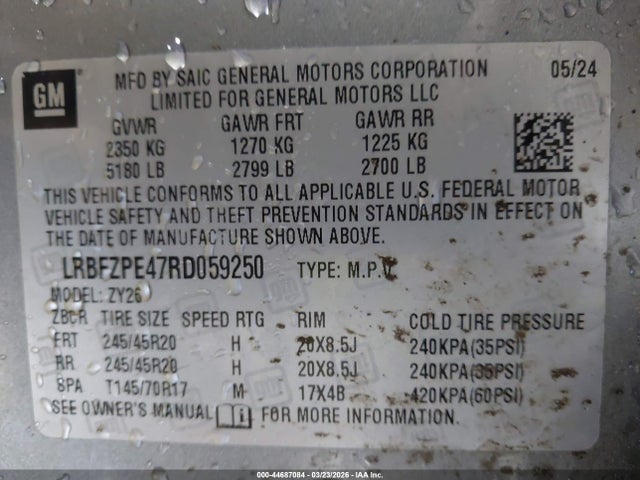 GM
MFD BY SAIC GENERAL MOTORS CORPORATION 05/24
LIMITED FOR GENERAL MOTORS LLC
GVWR GAWR FRT GAWR RR
2350 KG 1270 KG 1225 KG
5180 LB 2799 LB 2700 LB
THIS VEHICLE CONFORMS TO ALL APPLICABLE U.S. FEDERAL MOTOR
VEHICLE SAFETY AND THEFT PREVENTION STANDARDS IN EFFECT ON
THE DATE OF MANUFACTURE SHOWN ABOVE.
LRBFZPE47RD059250 TYPE: M.P.V.
MODEL: ZY26
ZBCR TIRE SIZE SPEED RTG RIM COLD TIRE PRESSURE
FRT 245/45R20 H 20X8.5J 240KPA(35PSI)
RR 245/45R20 H 20X8.5J 240KPA(35PSI)
BPA T145/70R17 M 17X4B 420KPA(60PSI)
SEE OWNER'S MANUAL FOR MORE INFORMATION.
000-44687084 - 03/23/2026 - IAA Inc.